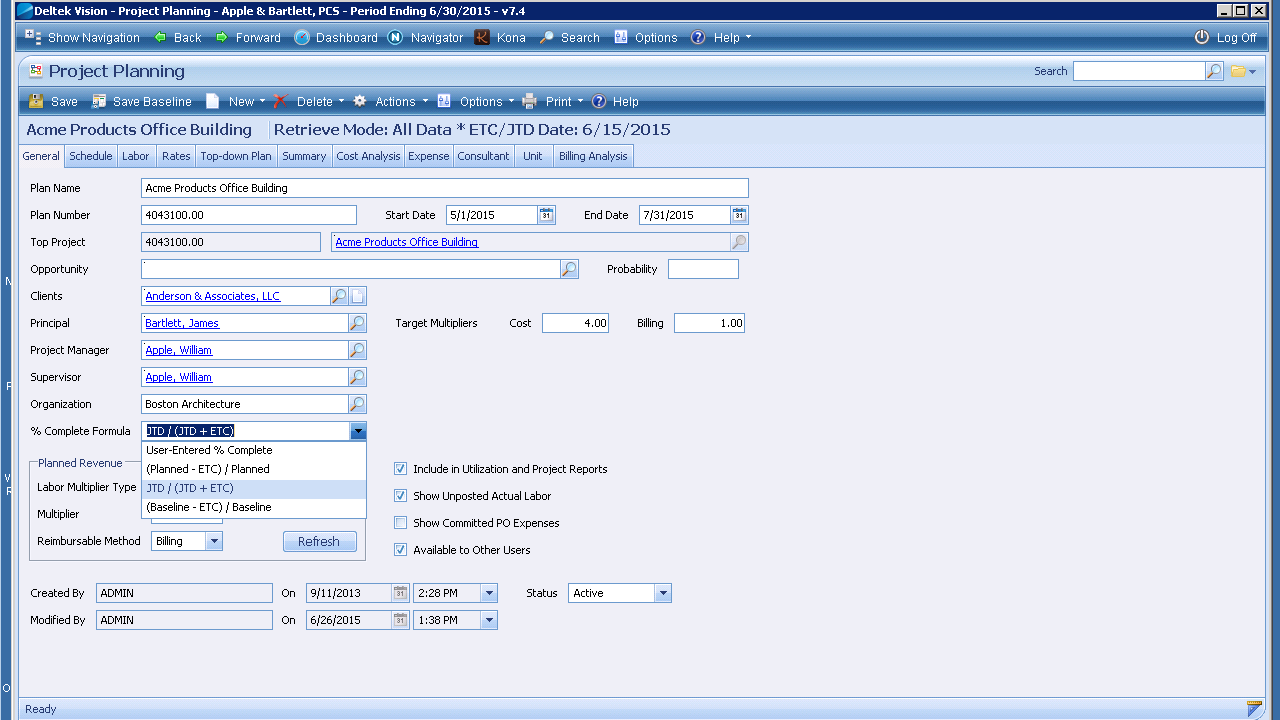 Deltek Vision - Project Planning - Apple & Bartlett, PCS - Period Ending 6/30/2015 - v7.4
Show Navigation Back Forward Dashboard Navigator Kona Search Options Help Log Off
Project Planning Search
Save Save Baseline New Delete Actions Options Print Help
Acme Products Office Building Retrieve Mode: All Data * ETC/JTD Date: 6/15/2015
General Schedule Labor Rates Top-down Plan Summary Cost Analysis Expense Consultant Unit Billing Analysis
Plan Name Acme Products Office Building
Plan Number 4043100.00 Start Date 5/1/2015 31 End Date 7/31/2015 31
Top Project 4043100.00 Acme Products Office Building
Opportunity Probability
Clients Anderson & Associates, LLC
Principal Bartlett, James Target Multipliers Cost 4.00 Billing 1.00
Project Manager Apple, William
Supervisor Apple, William
Organization Boston Architecture
% Complete Formula JTD / (JTD + ETC)
User-Entered % Complete
Planned Revenue (Planned - ETC) / Planned Include in Utilization and Project Reports
Labor Multiplier Type JTD / (JTD + ETC) Show Unposted Actual Labor
Multiplier (Baseline - ETC) / Baseline Show Committed PO Expenses
Reimbursable Method Billing Refresh Available to Other Users
Created By ADMIN On 9/11/2013 31 2:28 PM Status Active
Modified By ADMIN On 6/26/2015 31 1:38 PM
Ready